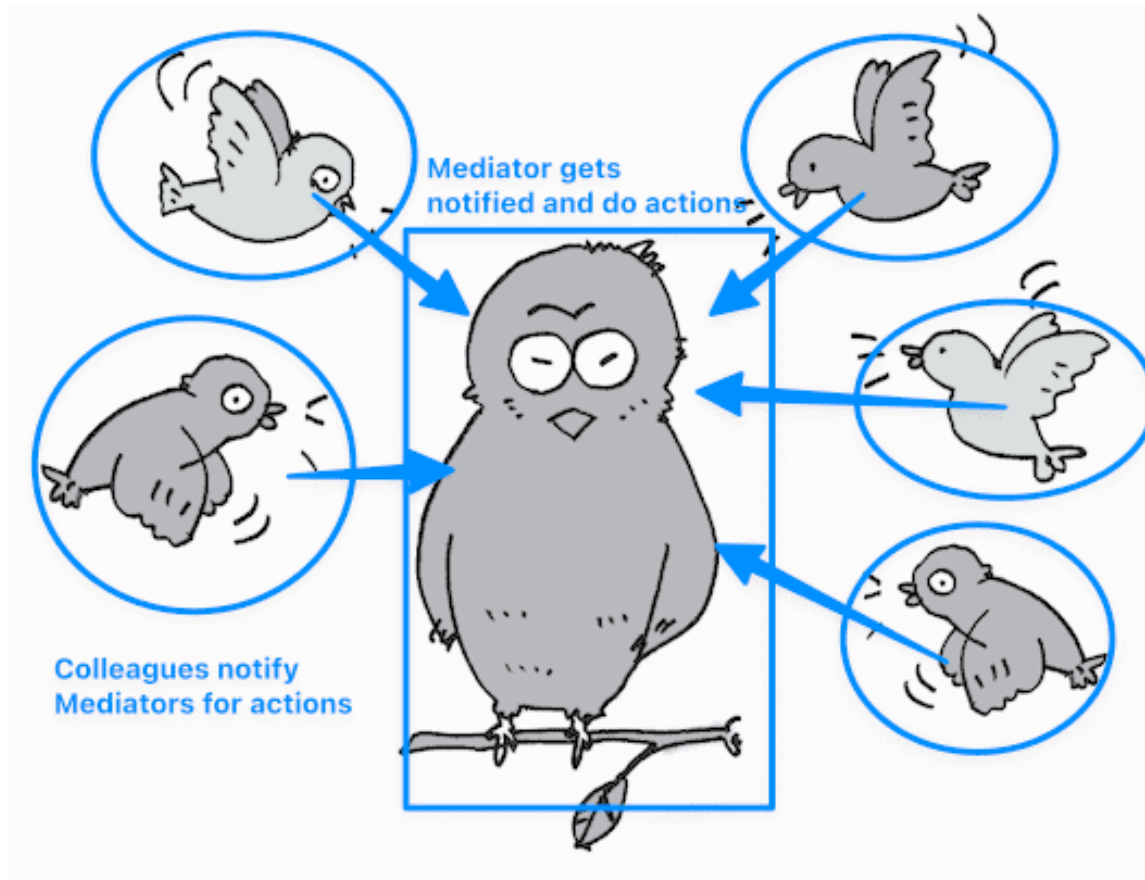 Mediator gets
notified and do actions
Colleagues notify
Mediators for actions